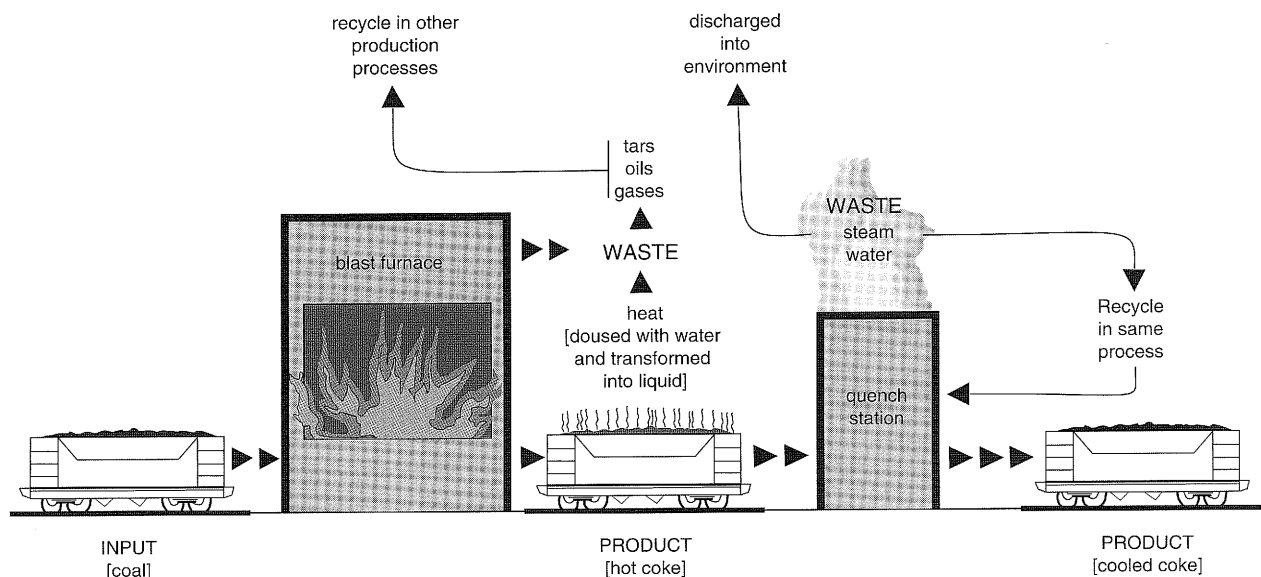 recycle in other
production
processes
discharged
into
environment
tars
oils
gases
WASTE
steam
water
blast furnace
WASTE
heat
[doused with water
and transformed
into liquid]
Recycle
in same
process
quench
station
INPUT
[coal]
PRODUCT
[hot coke]
PRODUCT
[cooled coke]